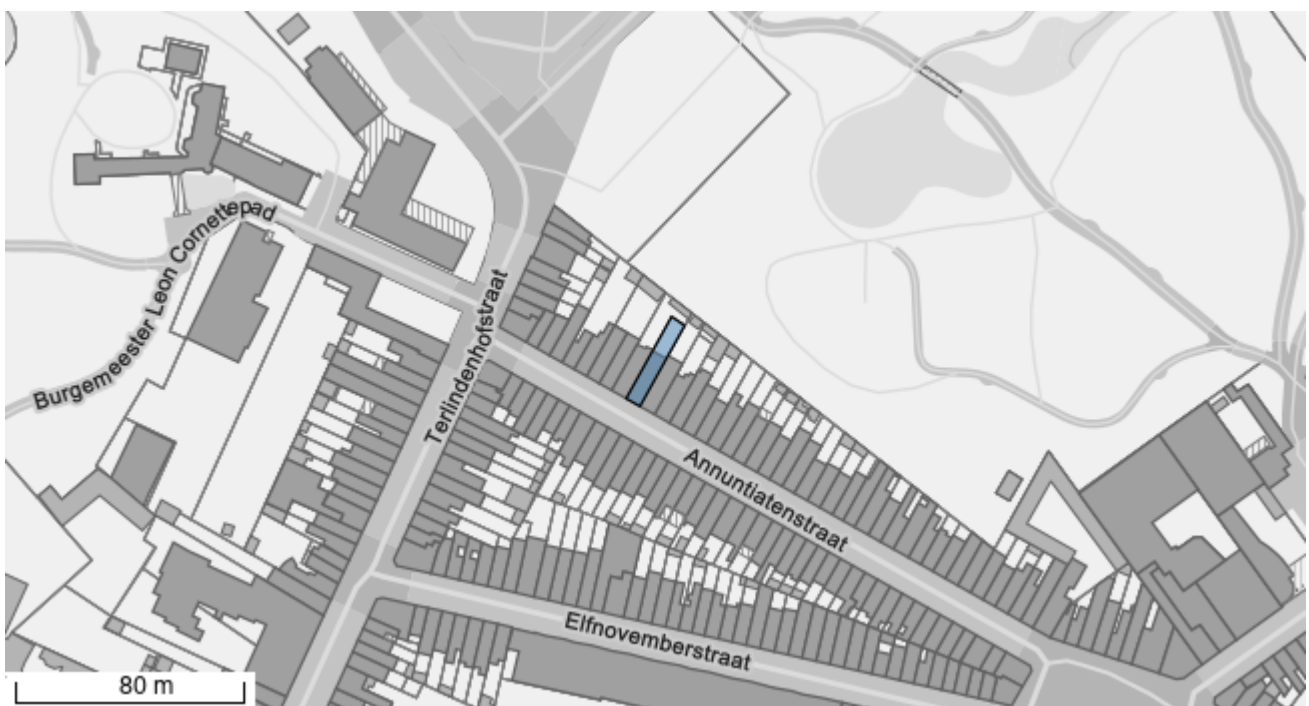 Burgemeester Leon Cornettepad
Terlindenhofstraat
Annuntiatenstraat
Elfnovemberstraat
80 m